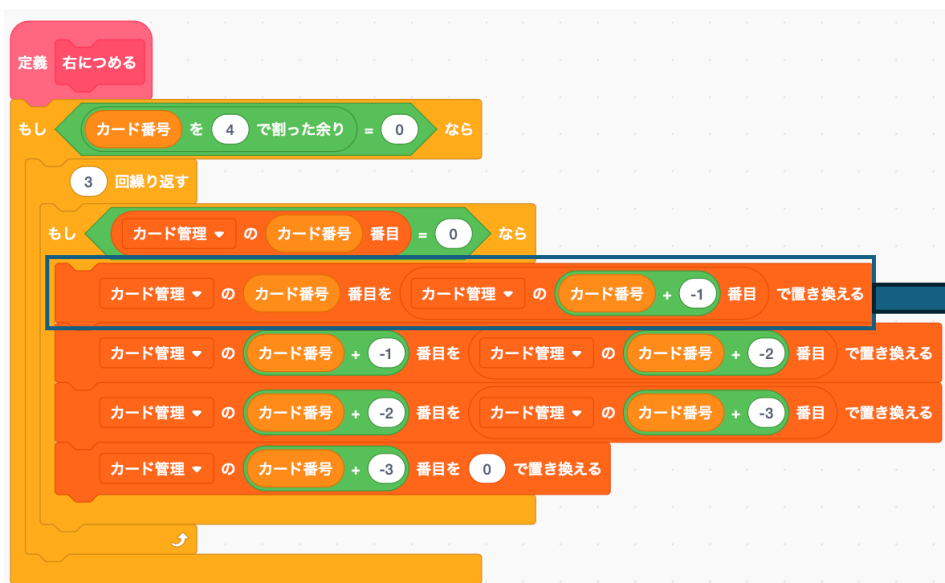 定義 右につめる
もし カード番号 を 4 で割った余り = 0 なら
3 回繰り返す
もし カード管理 の カード番号 番目 = 0 なら
カード管理 の カード番号 番目を カード管理 の カード番号 + -1 番目 で置き換える
カード管理 の カード番号 + -1 番目を カード管理 の カード番号 + -2 番目 で置き換える
カード管理 の カード番号 + -2 番目を カード管理 の カード番号 + -3 番目 で置き換える
カード管理 の カード番号 + -3 番目を 0 で置き換える